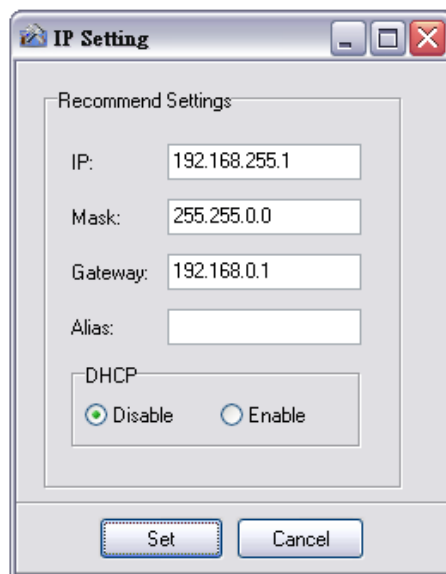 IP Setting
Recommend Settings
IP: 192.168.255.1
Mask: 255.255.0.0
Gateway: 192.168.0.1
Alias:
DHCP
Disable Enable
Set Cancel